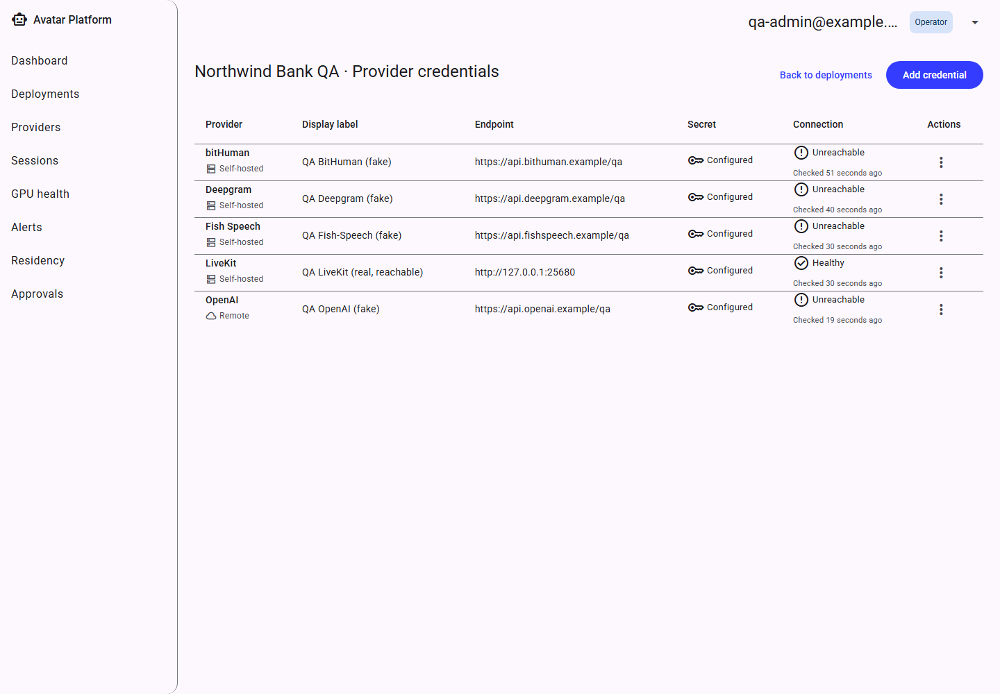 Avatar Platform
qa-admin@example.…
Operator
Dashboard
Deployments
Providers
Sessions
GPU health
Alerts
Residency
Approvals
Northwind Bank QA · Provider credentials
Back to deployments
Add credential
Provider Display label Endpoint Secret Connection Actions
bitHuman
Self-hosted
QA BitHuman (fake)
https://api.bithuman.example/qa
Configured
Unreachable
Checked 51 seconds ago
Deepgram
Self-hosted
QA Deepgram (fake)
https://api.deepgram.example/qa
Configured
Unreachable
Checked 40 seconds ago
Fish Speech
Self-hosted
QA Fish-Speech (fake)
https://api.fishspeech.example/qa
Configured
Unreachable
Checked 30 seconds ago
LiveKit
Self-hosted
QA LiveKit (real, reachable)
http://127.0.0.1:25680
Configured
Healthy
Checked 30 seconds ago
OpenAI
Remote
QA OpenAI (fake)
https://api.openai.example/qa
Configured
Unreachable
Checked 19 seconds ago